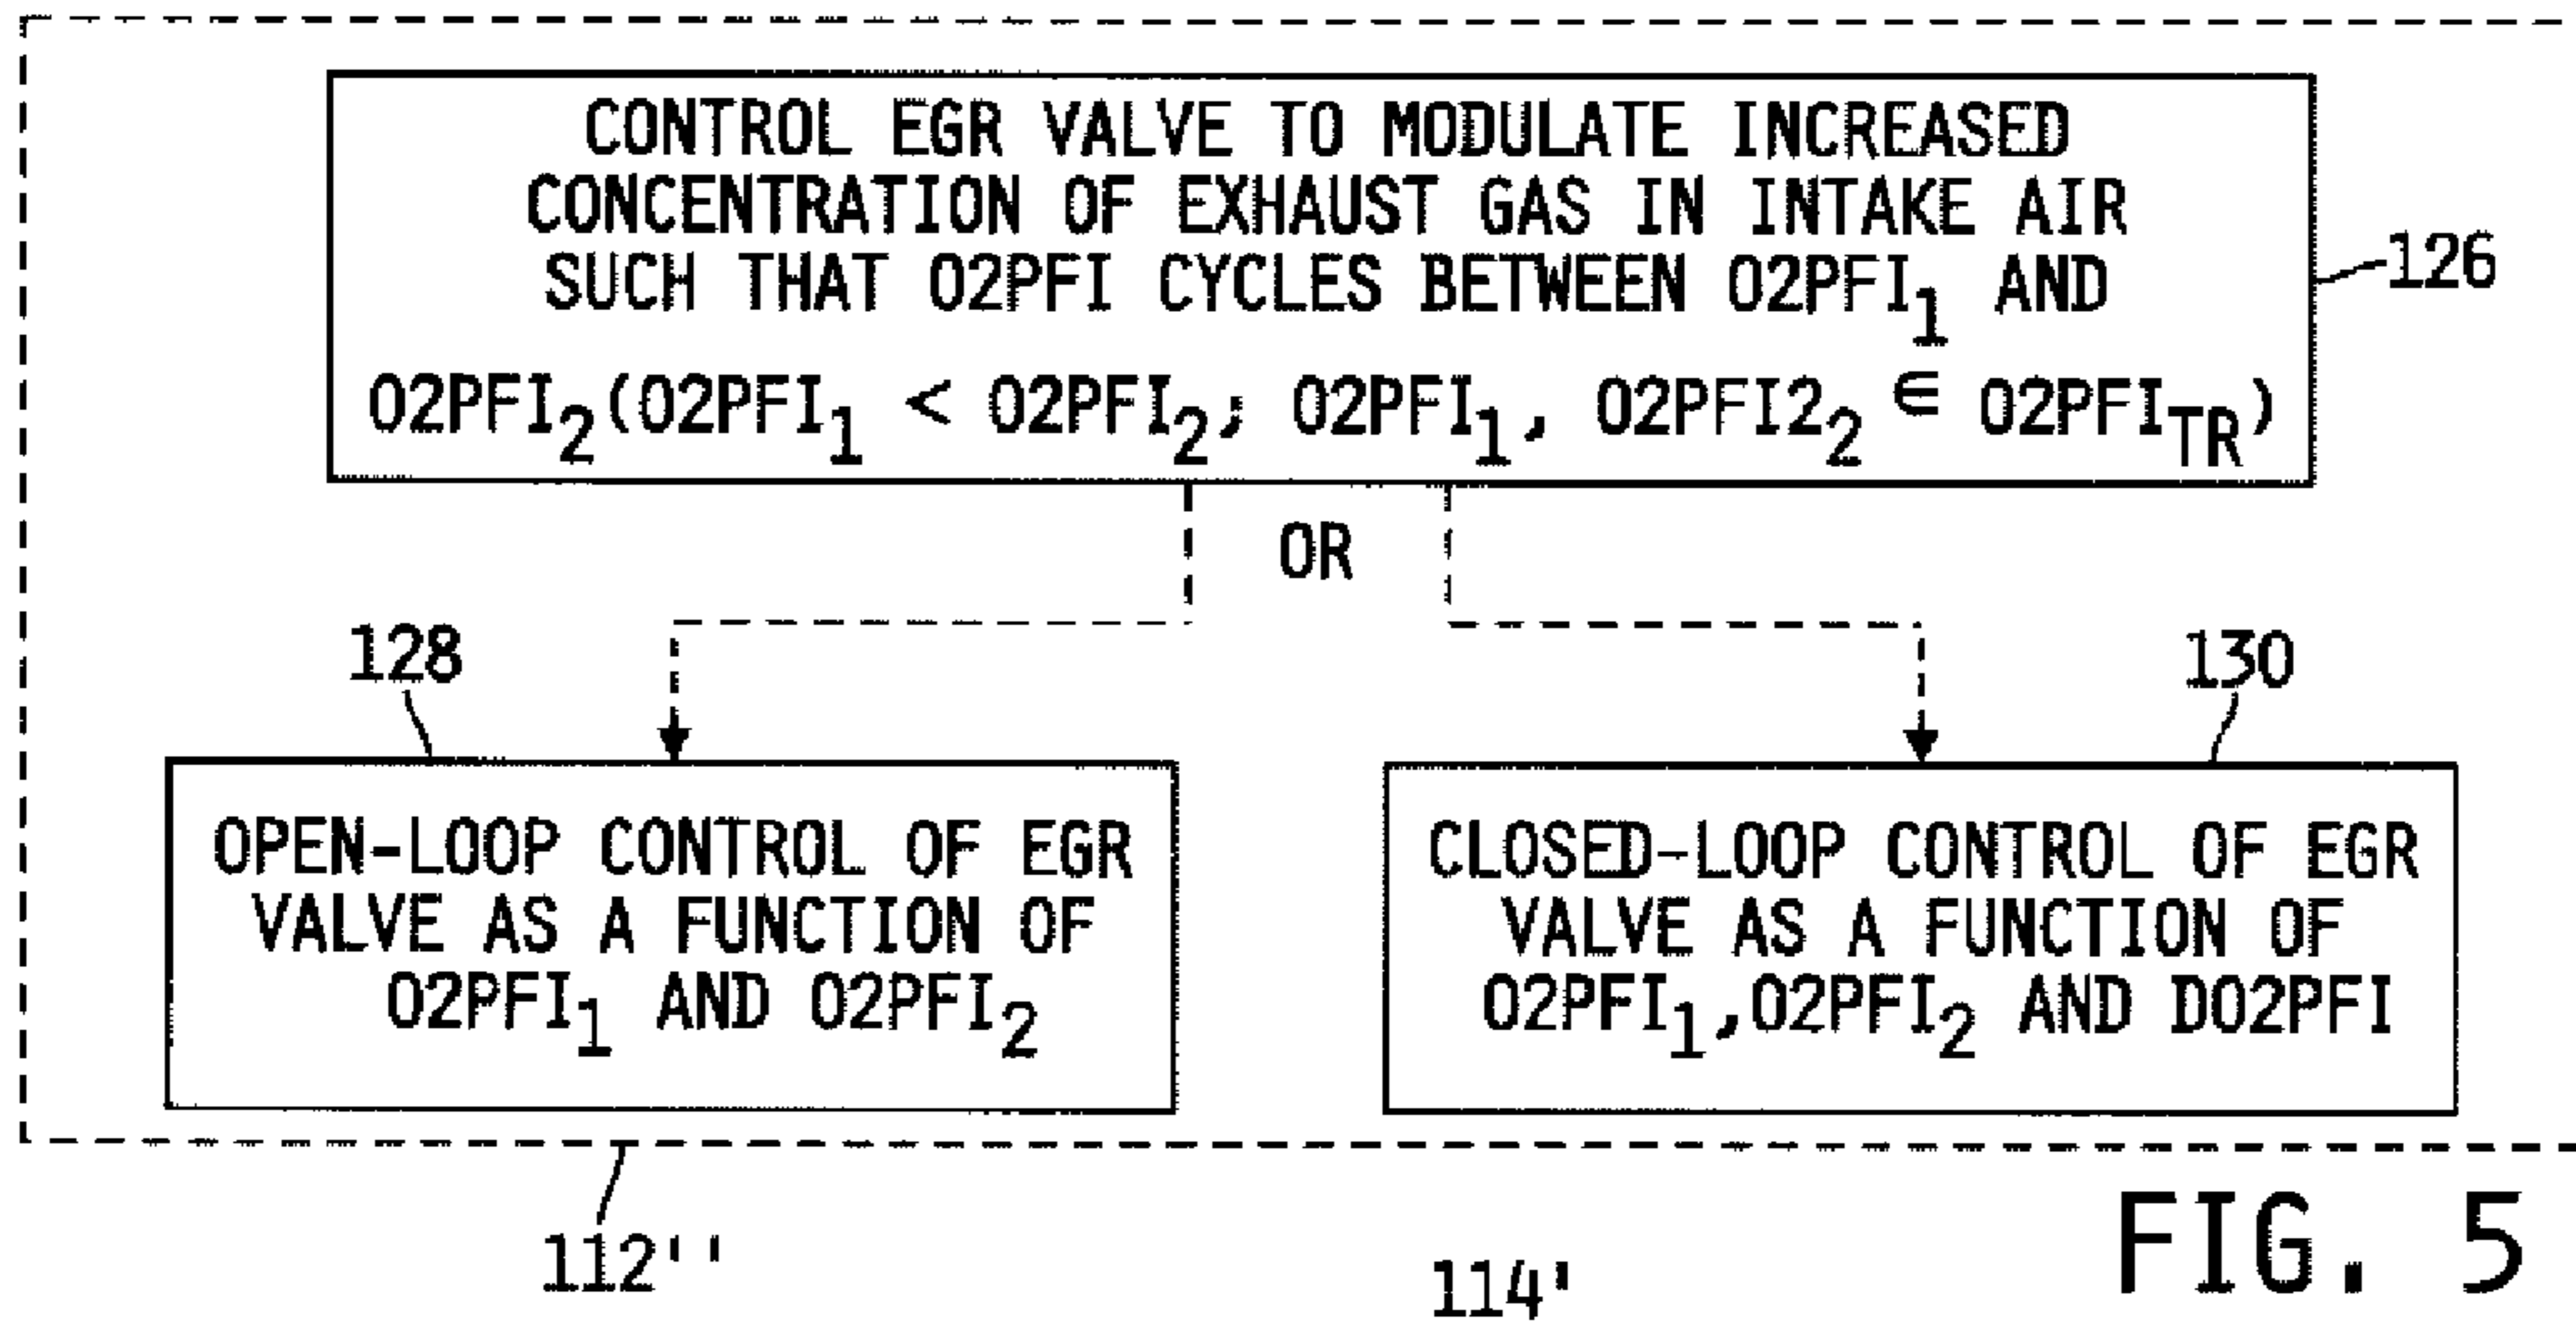 CONTROL EGR VALVE TO MODULATE INCREASED
CONCENTRATION OF EXHAUST GAS IN INTAKE AIR
SUCH THAT O2PFI CYCLES BETWEEN O2PFI₁ AND
O2PFI₂(O2PFI₁ < O2PFI₂; O2PFI₁, O2PFI2₂ ∈ O2PFI_TR)
126
OR
128
130
OPEN-LOOP CONTROL OF EGR
VALVE AS A FUNCTION OF
O2PFI₁ AND O2PFI₂
CLOSED-LOOP CONTROL OF EGR
VALVE AS A FUNCTION OF
O2PFI₁,O2PFI₂ AND DO2PFI
112''
114'
FIG. 5